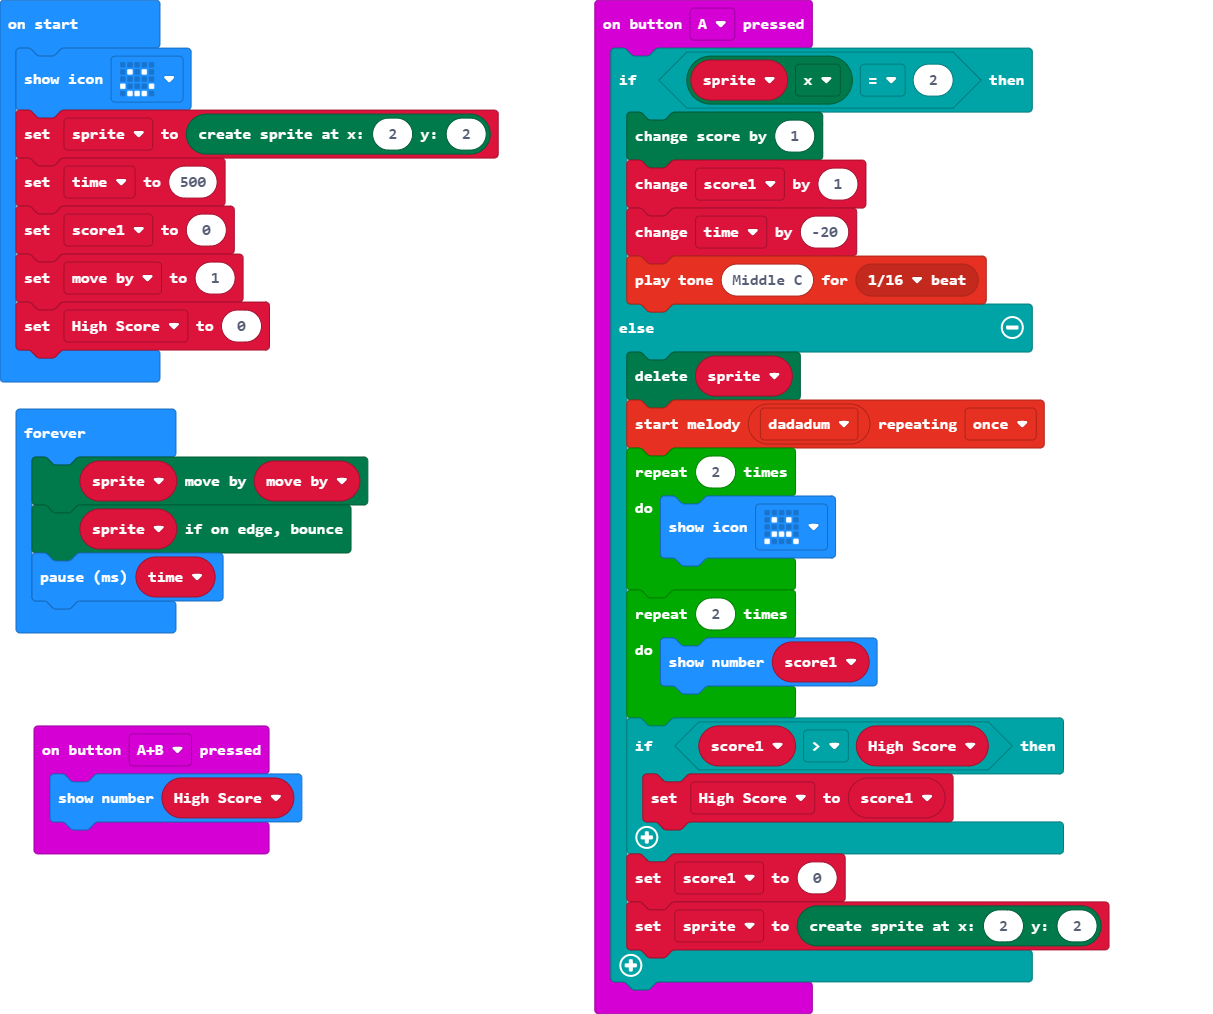 on start
show icon
set sprite to create sprite at x: 2 y: 2
set time to 500
set score1 to 0
set move by to 1
set High Score to 0
forever
sprite move by move by
sprite if on edge, bounce
pause (ms) time
on button A+B pressed
show number High Score
on button A pressed
if sprite x = 2 then
change score by 1
change score1 by 1
change time by -20
play tone Middle C for 1/16 beat
else
delete sprite
start melody dadadum repeating once
repeat 2 times
do
show icon
repeat 2 times
do
show number score1
if score1 > High Score then
set High Score to score1
set score1 to 0
set sprite to create sprite at x: 2 y: 2